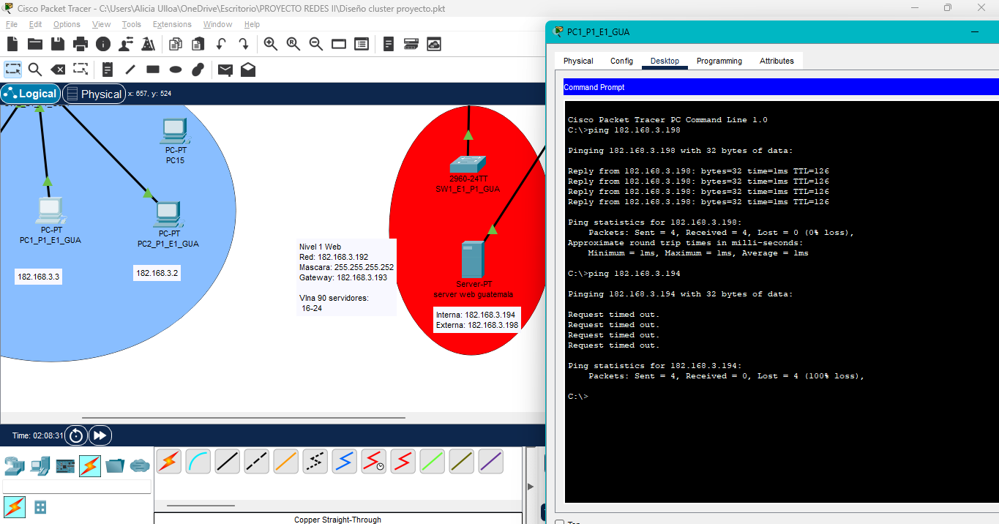 Cisco Packet Tracer - C:\Users\Alicia Ulloa\OneDrive\Escritorio\PROYECTO REDES II\Diseño cluster proyecto.pkt
File Edit Options View Tools Extensions Window Help
Logical Physical x: 657, y: 524
PC-PT
PC15
PC-PT
PC1_P1_E1_GUA
PC-PT
PC2_P1_E1_GUA
182.168.3.3
182.168.3.2
Nivel 1 Web
Red: 182.168.3.192
Mascara: 255.255.255.252
Gateway: 182.168.3.193
Vlna 90 servidores:
16-24
2960-24TT
SW1_E1_P1_GUA
Server-PT
server web guatemala
Interna: 182.168.3.194
Externa: 182.168.3.198
Time: 02:08:31
Copper Straight-Through
PC1_P1_E1_GUA
Physical Config Desktop Programming Attributes
Command Prompt
Cisco Packet Tracer PC Command Line 1.0
C:\>ping 182.168.3.198
Pinging 182.168.3.198 with 32 bytes of data:
Reply from 182.168.3.198: bytes=32 time=1ms TTL=126
Reply from 182.168.3.198: bytes=32 time=1ms TTL=126
Reply from 182.168.3.198: bytes=32 time=1ms TTL=126
Reply from 182.168.3.198: bytes=32 time=1ms TTL=126
Ping statistics for 182.168.3.198:
Packets: Sent = 4, Received = 4, Lost = 0 (0% loss),
Approximate round trip times in milli-seconds:
Minimum = 1ms, Maximum = 1ms, Average = 1ms
C:\>ping 182.168.3.194
Pinging 182.168.3.194 with 32 bytes of data:
Request timed out.
Request timed out.
Request timed out.
Request timed out.
Ping statistics for 182.168.3.194:
Packets: Sent = 4, Received = 0, Lost = 4 (100% loss),
C:\>